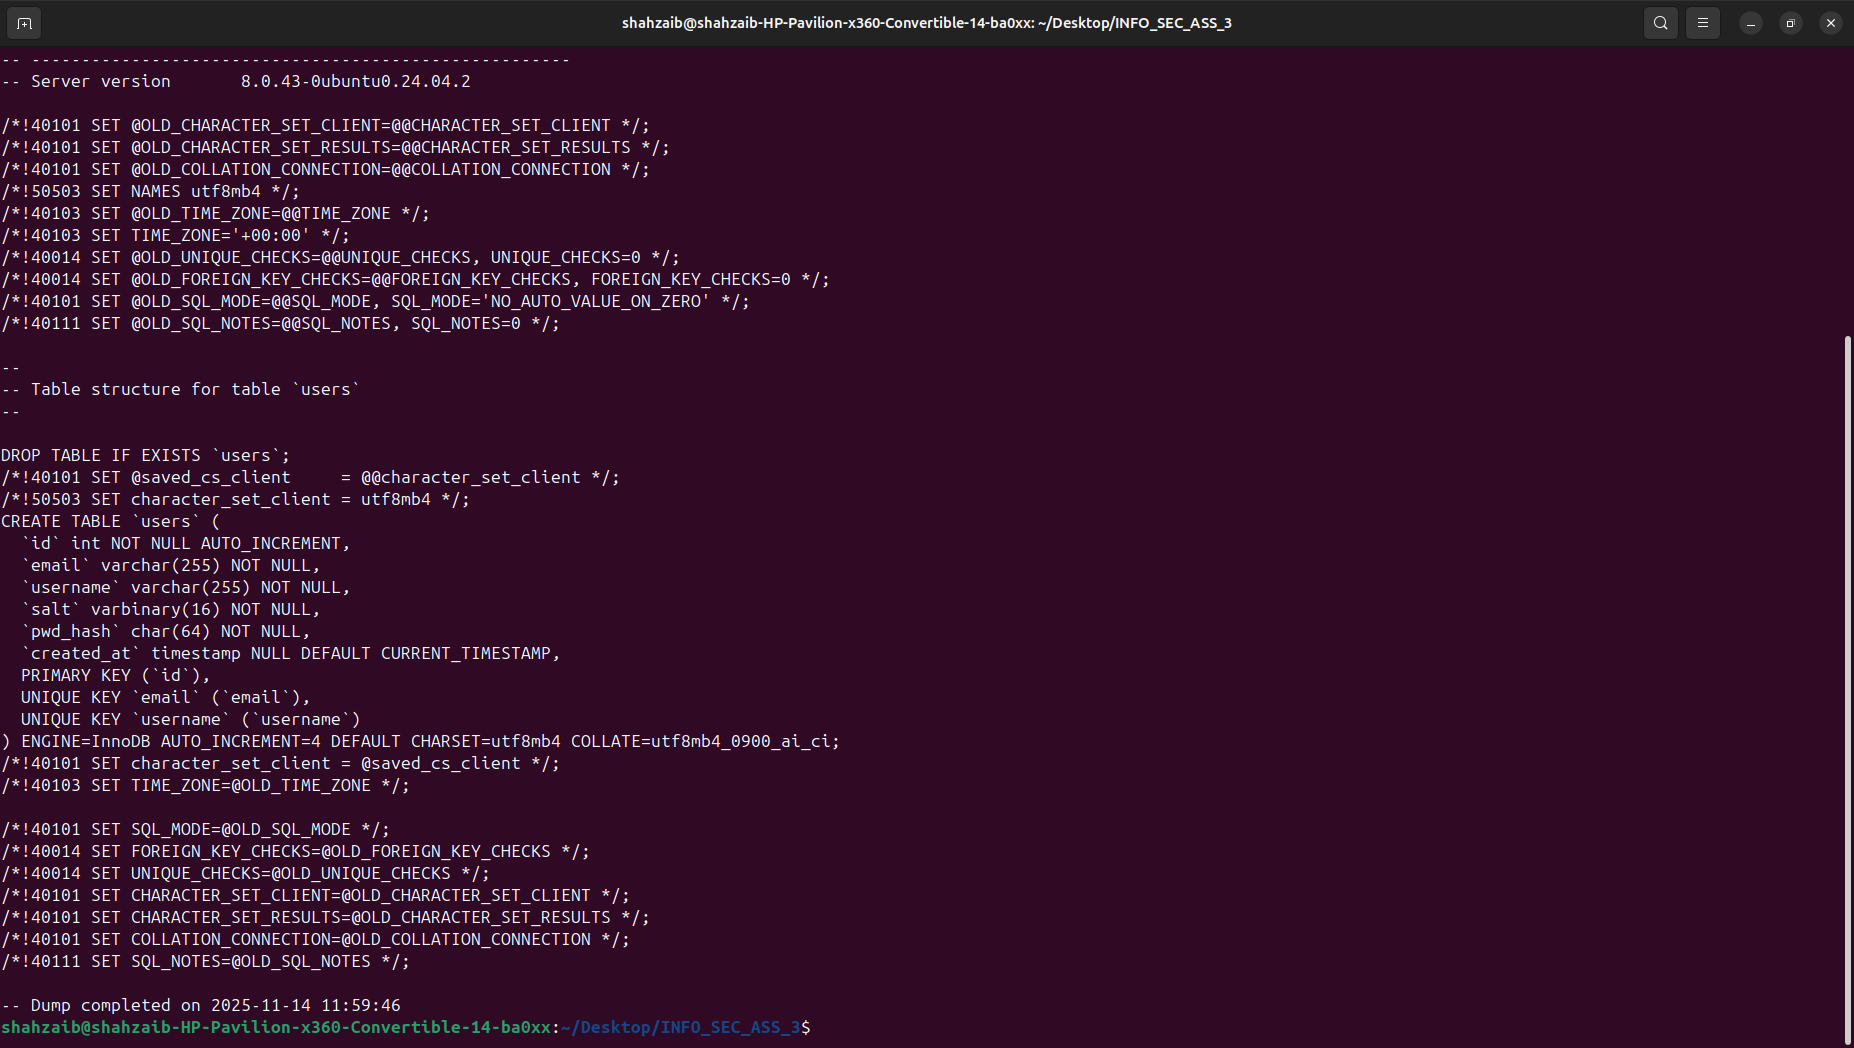 shahzaib@shahzaib-HP-Pavilion-x360-Convertible-14-ba0xx: ~/Desktop/INFO_SEC_ASS_3
-- ------------------------------------------------------
-- Server version       8.0.43-0ubuntu0.24.04.2

/*!40101 SET @OLD_CHARACTER_SET_CLIENT=@@CHARACTER_SET_CLIENT */;
/*!40101 SET @OLD_CHARACTER_SET_RESULTS=@@CHARACTER_SET_RESULTS */;
/*!40101 SET @OLD_COLLATION_CONNECTION=@@COLLATION_CONNECTION */;
/*!50503 SET NAMES utf8mb4 */;
/*!40103 SET @OLD_TIME_ZONE=@@TIME_ZONE */;
/*!40103 SET TIME_ZONE='+00:00' */;
/*!40014 SET @OLD_UNIQUE_CHECKS=@@UNIQUE_CHECKS, UNIQUE_CHECKS=0 */;
/*!40014 SET @OLD_FOREIGN_KEY_CHECKS=@@FOREIGN_KEY_CHECKS, FOREIGN_KEY_CHECKS=0 */;
/*!40101 SET @OLD_SQL_MODE=@@SQL_MODE, SQL_MODE='NO_AUTO_VALUE_ON_ZERO' */;
/*!40111 SET @OLD_SQL_NOTES=@@SQL_NOTES, SQL_NOTES=0 */;

--
-- Table structure for table `users`
--

DROP TABLE IF EXISTS `users`;
/*!40101 SET @saved_cs_client     = @@character_set_client */;
/*!50503 SET character_set_client = utf8mb4 */;
CREATE TABLE `users` (
  `id` int NOT NULL AUTO_INCREMENT,
  `email` varchar(255) NOT NULL,
  `username` varchar(255) NOT NULL,
  `salt` varbinary(16) NOT NULL,
  `pwd_hash` char(64) NOT NULL,
  `created_at` timestamp NULL DEFAULT CURRENT_TIMESTAMP,
  PRIMARY KEY (`id`),
  UNIQUE KEY `email` (`email`),
  UNIQUE KEY `username` (`username`)
) ENGINE=InnoDB AUTO_INCREMENT=4 DEFAULT CHARSET=utf8mb4 COLLATE=utf8mb4_0900_ai_ci;
/*!40101 SET character_set_client = @saved_cs_client */;
/*!40103 SET TIME_ZONE=@OLD_TIME_ZONE */;

/*!40101 SET SQL_MODE=@OLD_SQL_MODE */;
/*!40014 SET FOREIGN_KEY_CHECKS=@OLD_FOREIGN_KEY_CHECKS */;
/*!40014 SET UNIQUE_CHECKS=@OLD_UNIQUE_CHECKS */;
/*!40101 SET CHARACTER_SET_CLIENT=@OLD_CHARACTER_SET_CLIENT */;
/*!40101 SET CHARACTER_SET_RESULTS=@OLD_CHARACTER_SET_RESULTS */;
/*!40101 SET COLLATION_CONNECTION=@OLD_COLLATION_CONNECTION */;
/*!40111 SET SQL_NOTES=@OLD_SQL_NOTES */;

-- Dump completed on 2025-11-14 11:59:46
shahzaib@shahzaib-HP-Pavilion-x360-Convertible-14-ba0xx:~/Desktop/INFO_SEC_ASS_3$